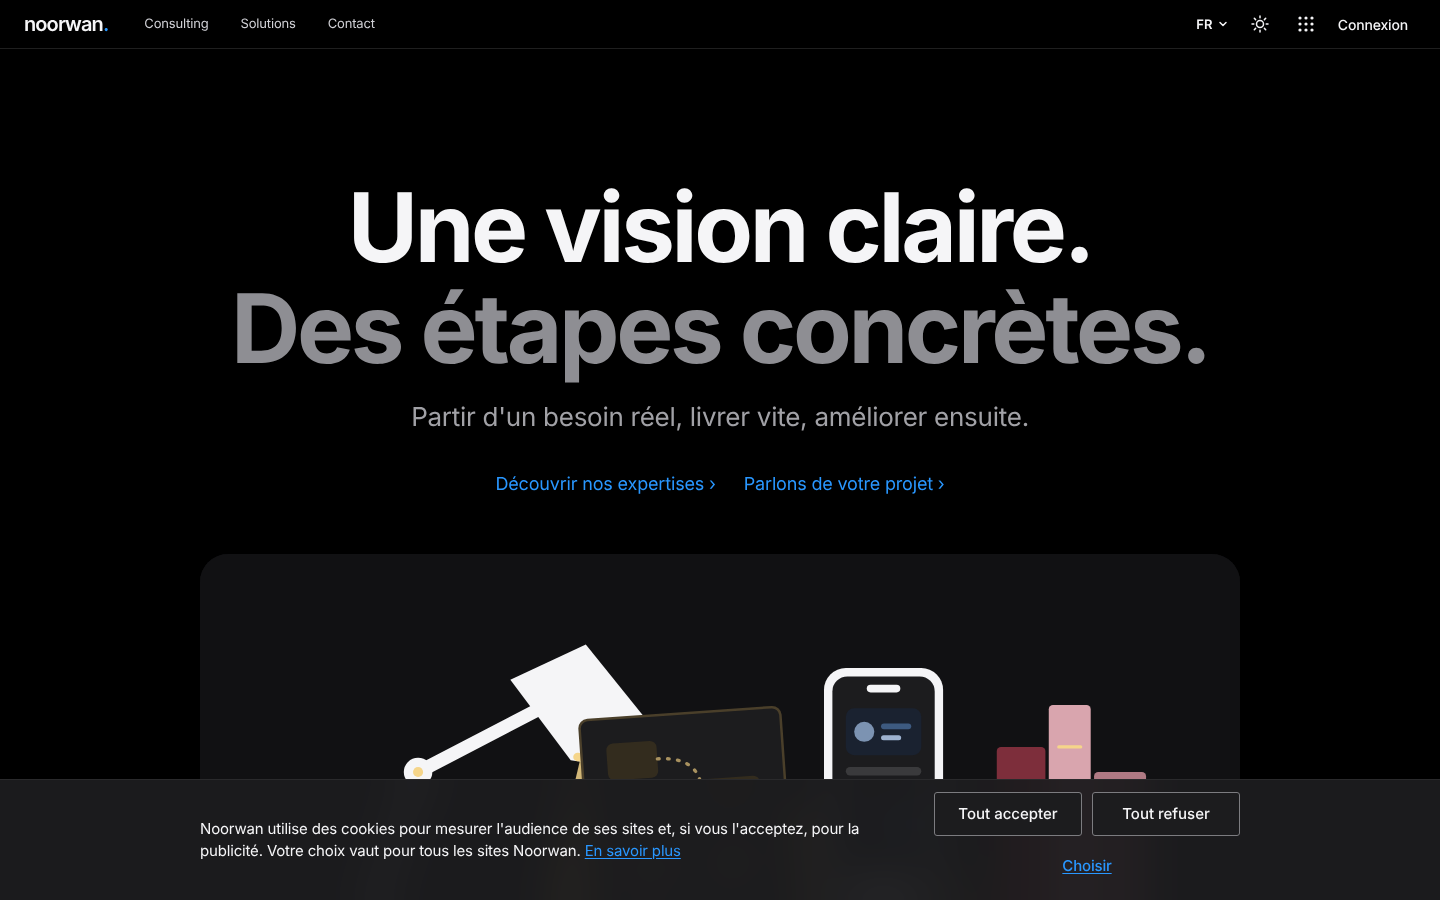 noorwan.
Consulting
Solutions
Contact
FR
Connexion
Une vision claire.
Des étapes concrètes.
Partir d'un besoin réel, livrer vite, améliorer ensuite.
Découvrir nos expertises ›
Parlons de votre projet ›
Noorwan utilise des cookies pour mesurer l'audience de ses sites et, si vous l'acceptez, pour la
publicité. Votre choix vaut pour tous les sites Noorwan. En savoir plus
Tout accepter
Tout refuser
Choisir